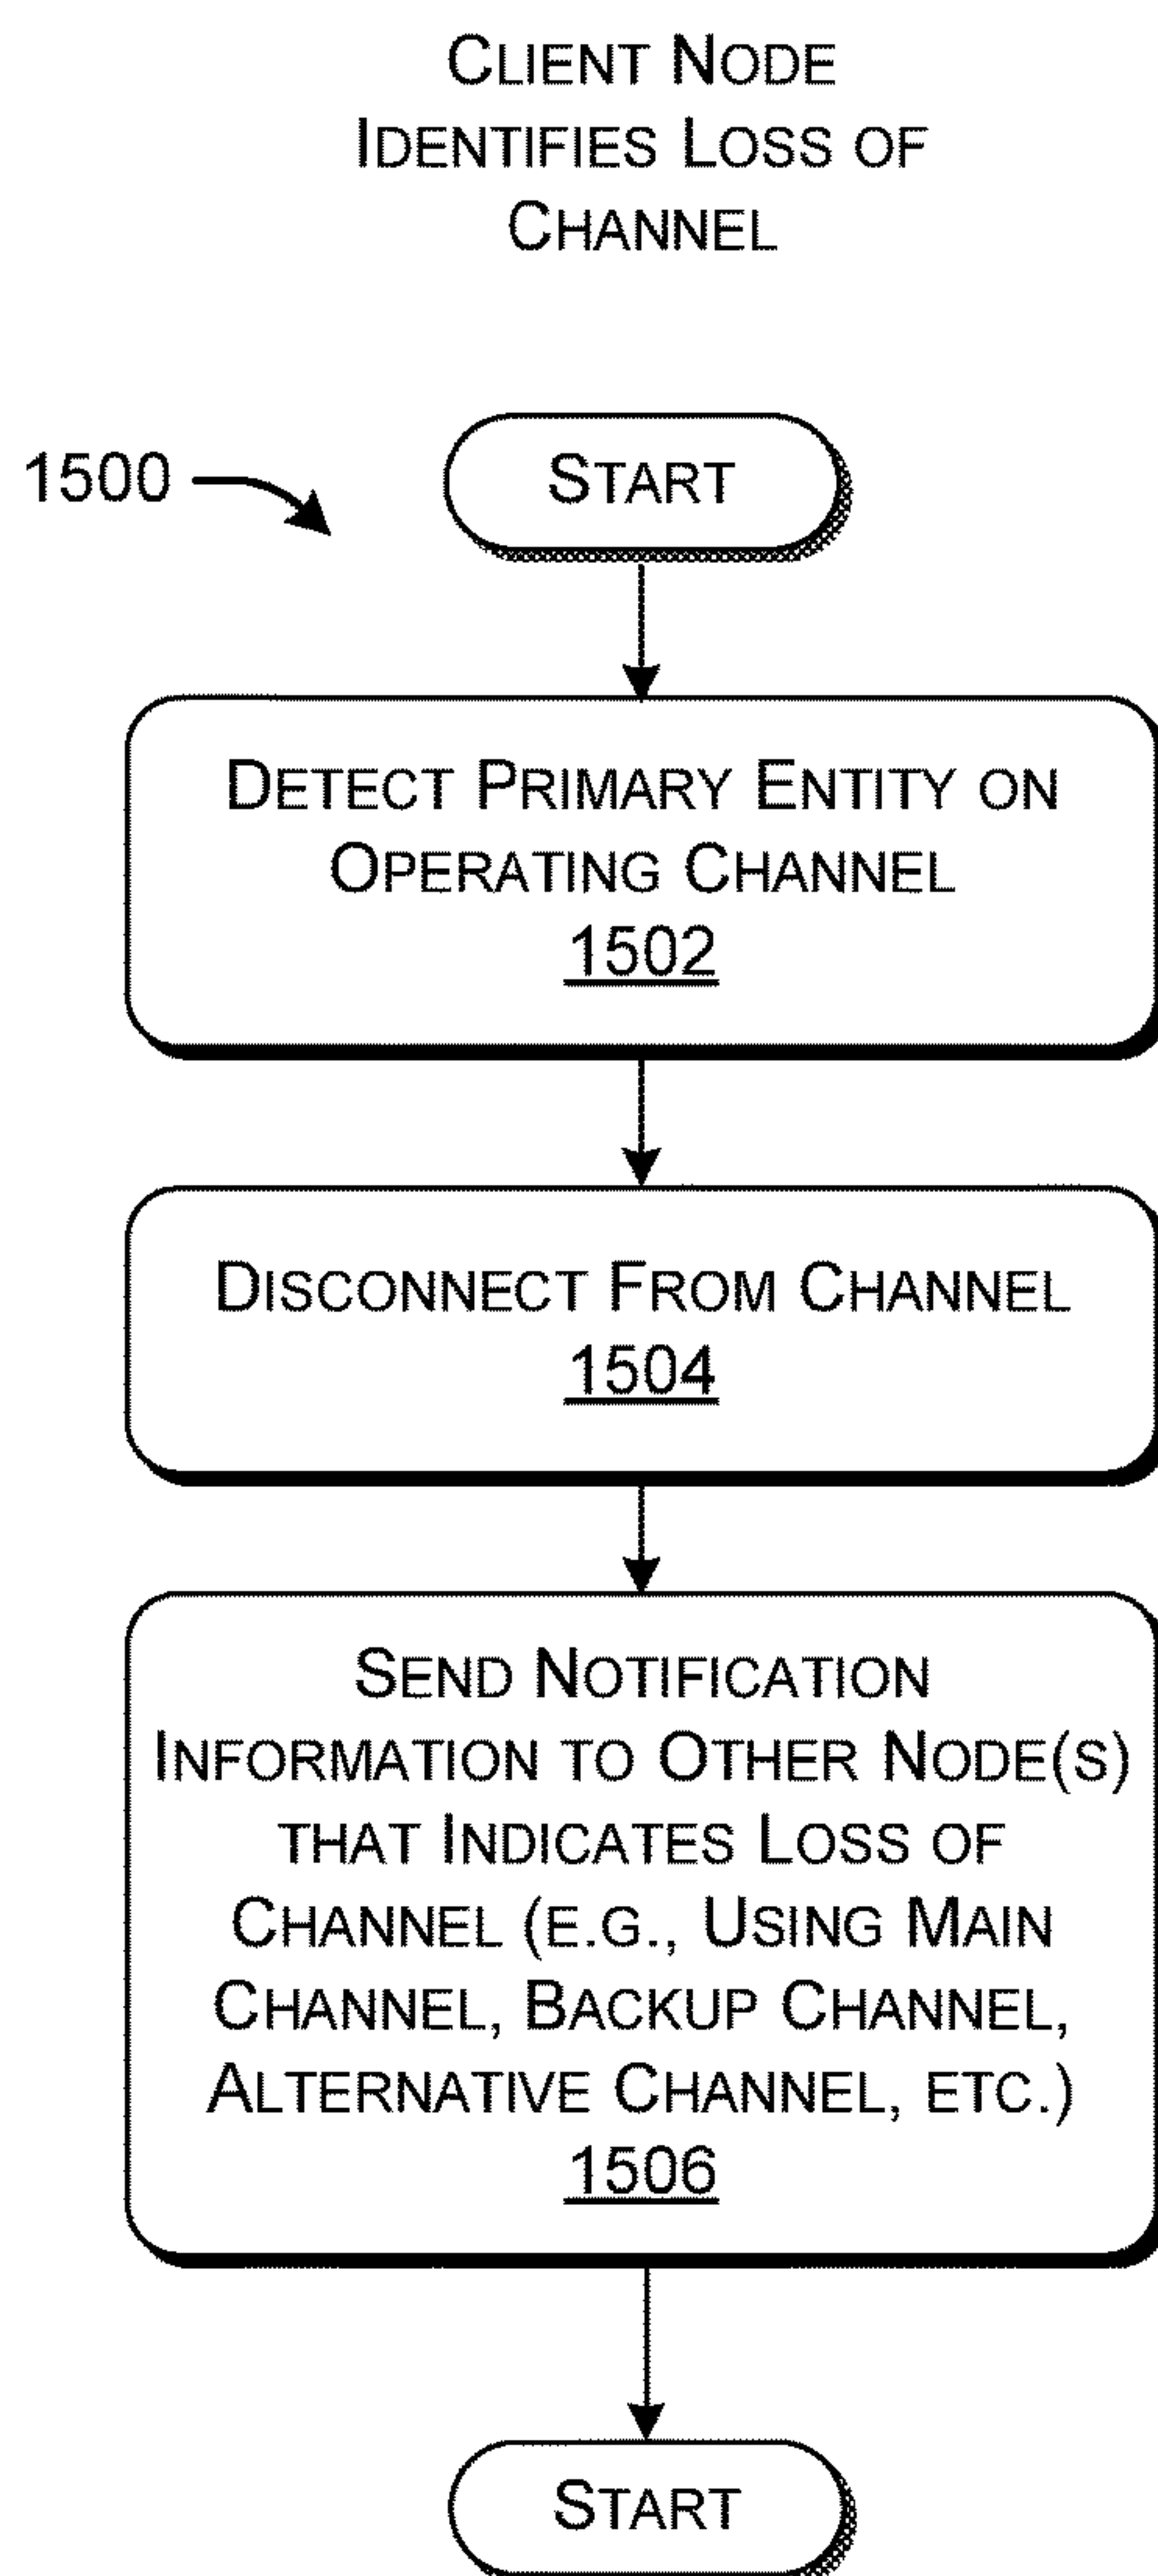 CLIENT NODE
IDENTIFIES LOSS OF
CHANNEL
1500
START
DETECT PRIMARY ENTITY ON
OPERATING CHANNEL
1502
DISCONNECT FROM CHANNEL
1504
SEND NOTIFICATION
INFORMATION TO OTHER NODE(S)
THAT INDICATES LOSS OF
CHANNEL (E.G., USING MAIN
CHANNEL, BACKUP CHANNEL,
ALTERNATIVE CHANNEL, ETC.)
1506
START